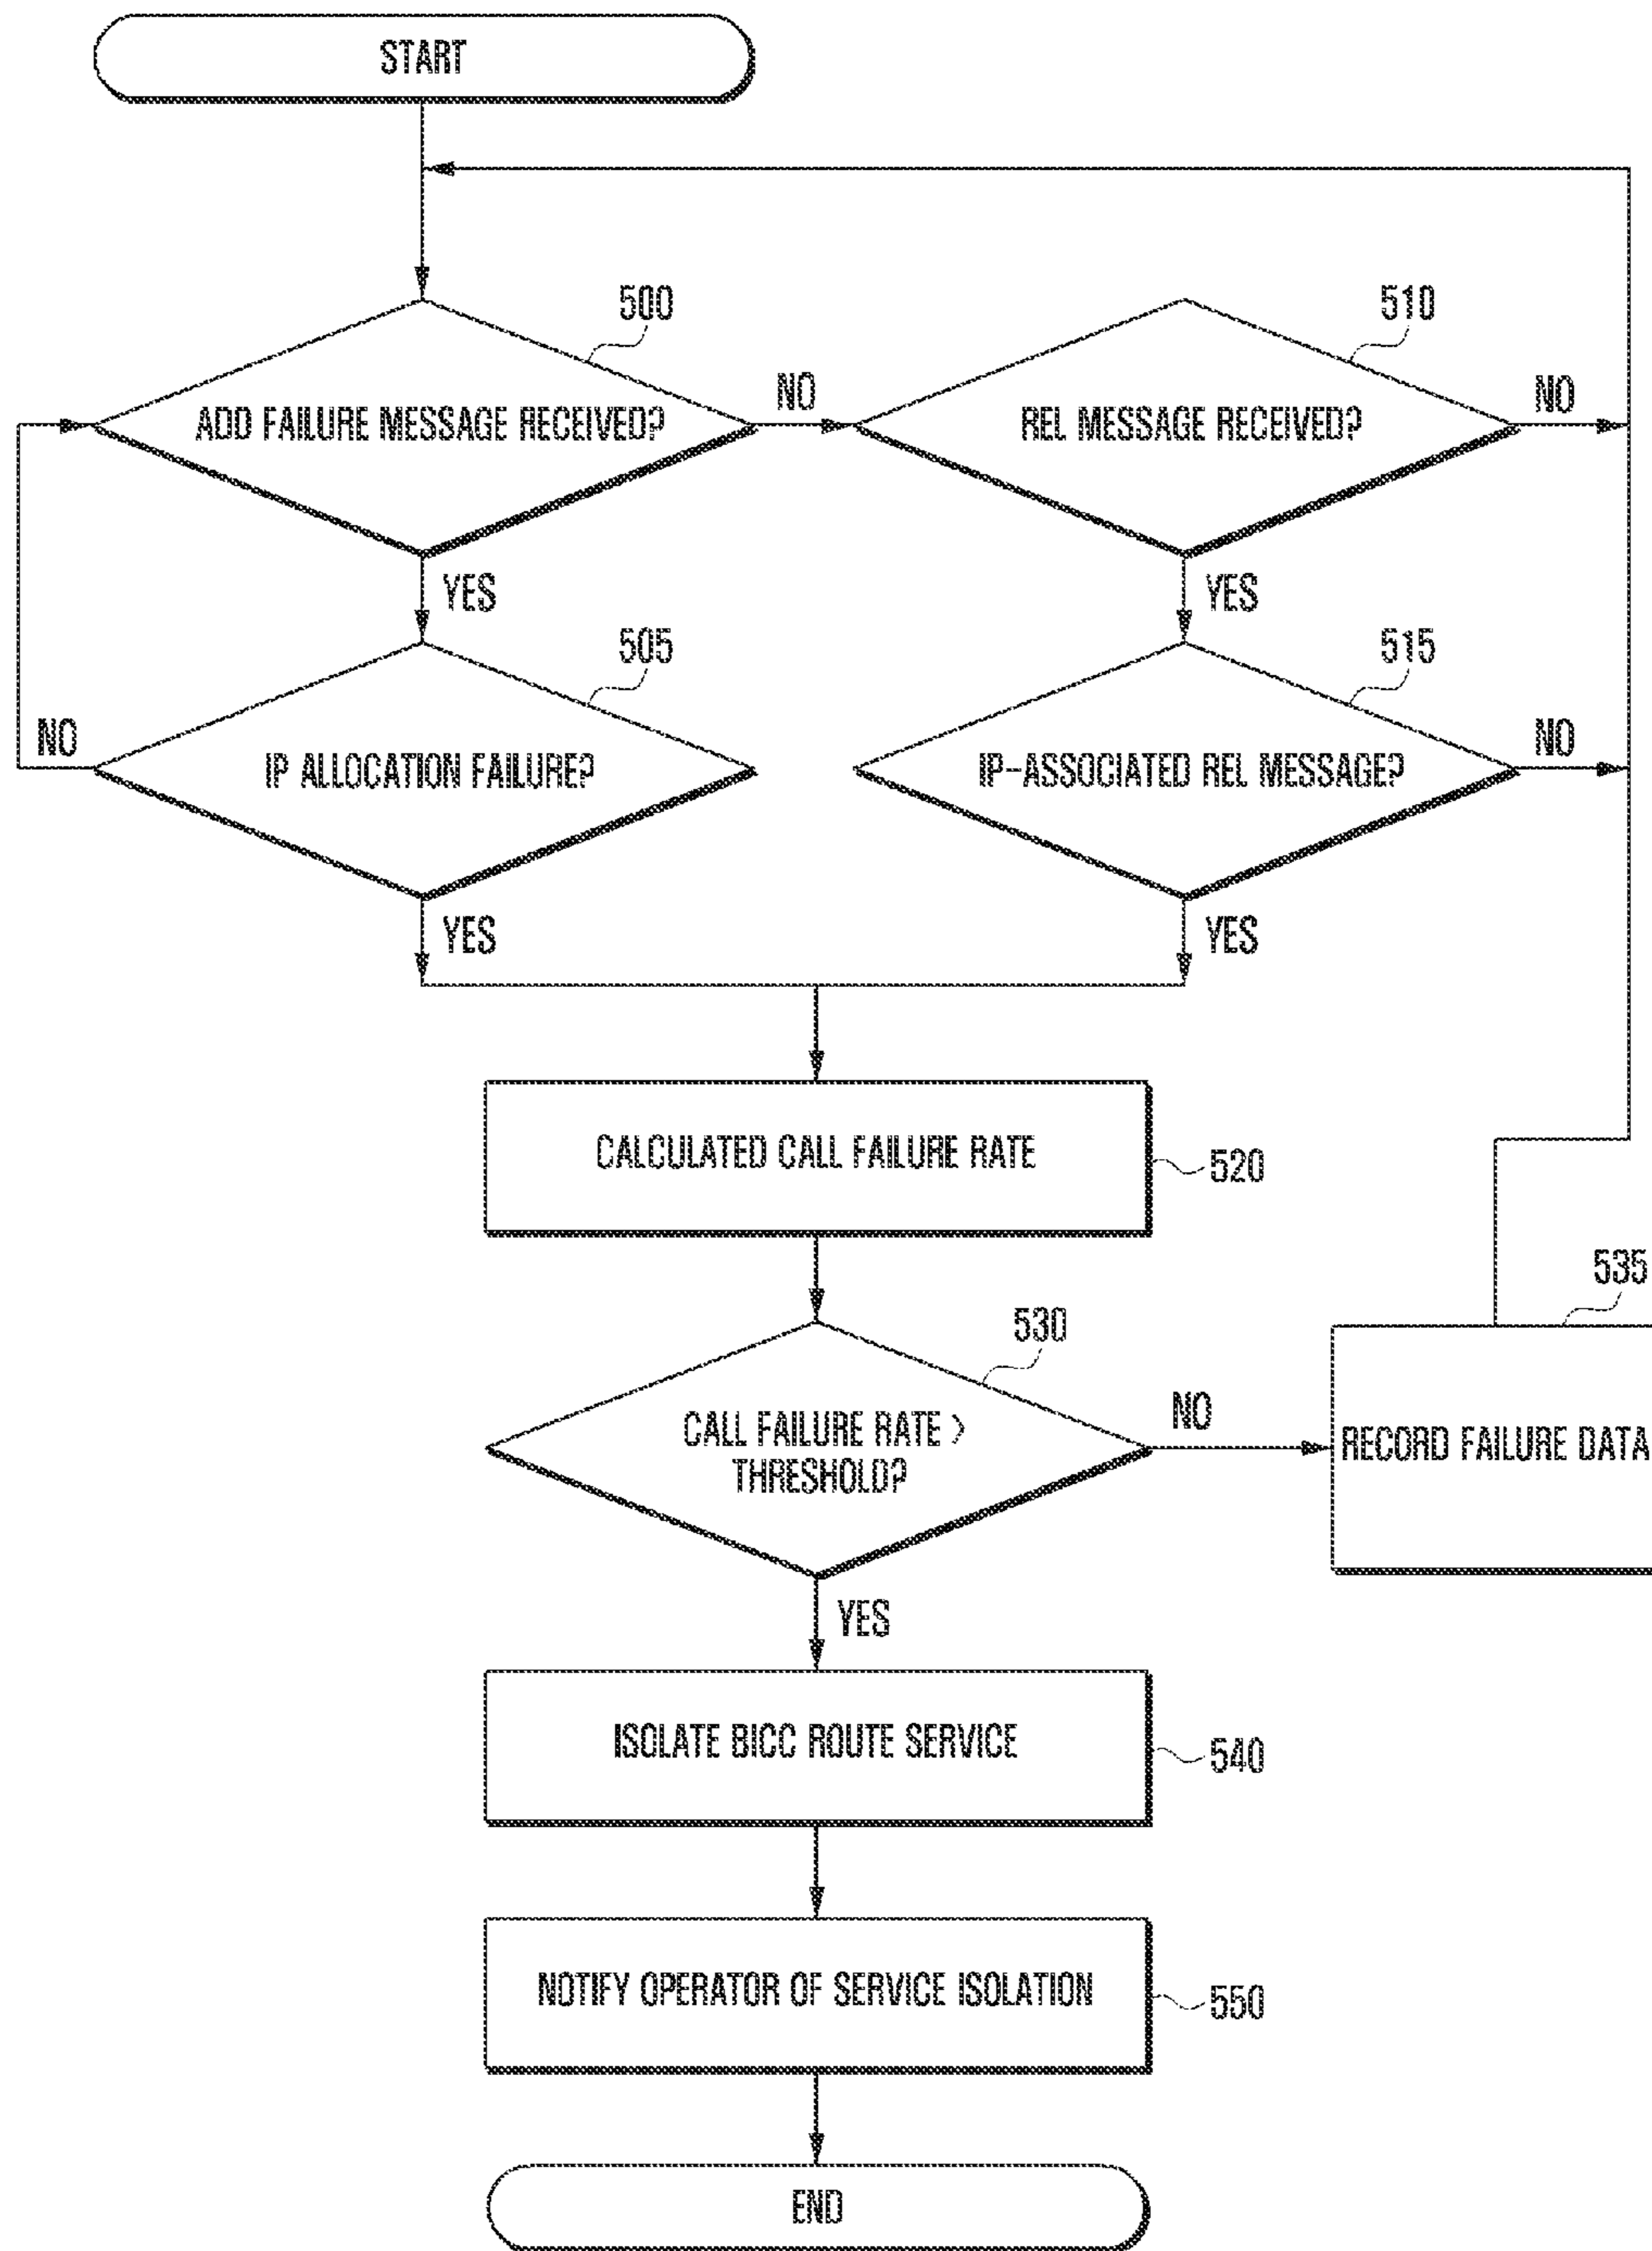 START
500
510
ADD FAILURE MESSAGE RECEIVED?
NO
REL MESSAGE RECEIVED?
NO
YES
YES
505
515
NO
IP ALLOCATION FAILURE?
IP-ASSOCIATED REL MESSAGE?
NO
YES
YES
CALCULATED CALL FAILURE RATE
520
530
535
CALL FAILURE RATE >
THRESHOLD?
NO
RECORD FAILURE DATA
YES
ISOLATE BICC ROUTE SERVICE
540
NOTIFY OPERATOR OF SERVICE ISOLATION
550
END